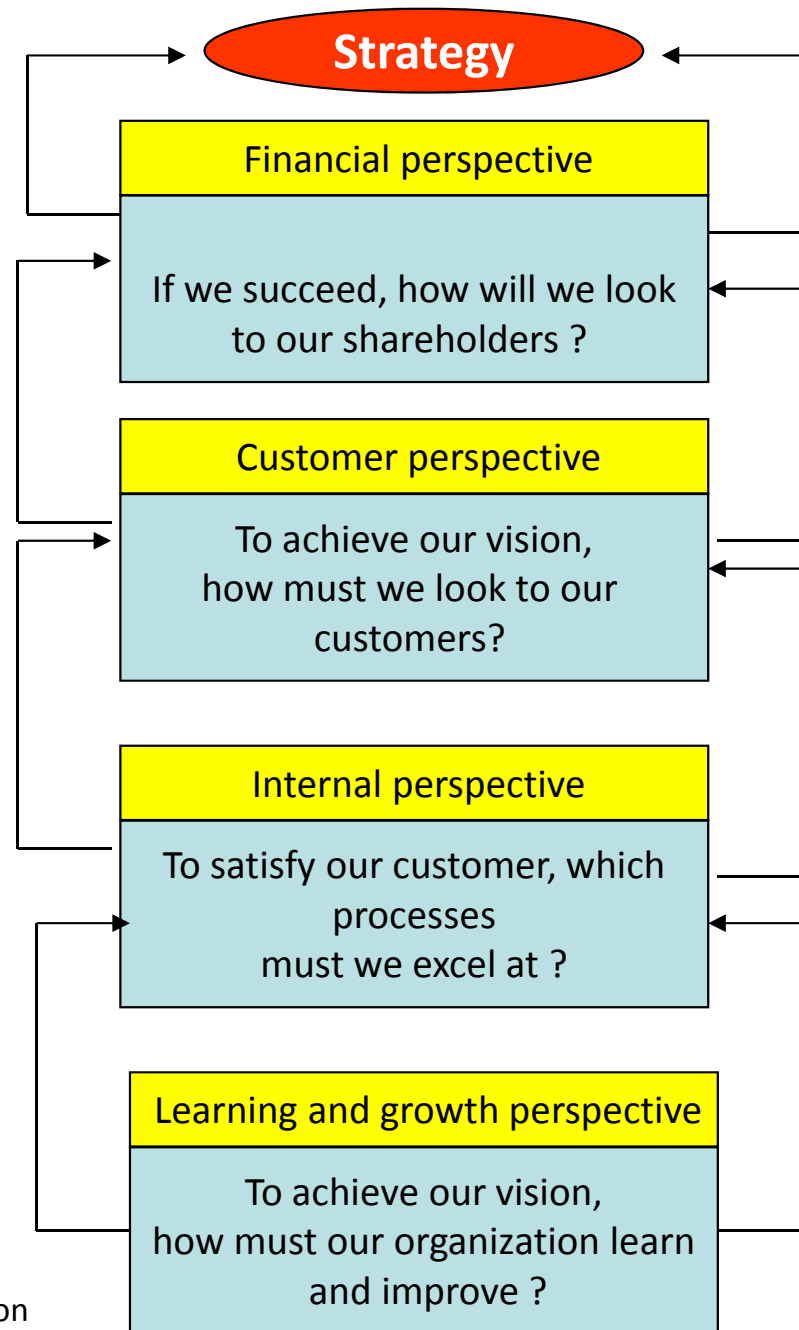 Strategy
Financial perspective
If we succeed, how will we look
to our shareholders ?
Customer perspective
To achieve our vision,
how must we look to our
customers?
Internal perspective
To satisfy our customer, which
processes
must we excel at ?
Learning and growth perspective
To achieve our vision,
how must our organization learn
and improve ?
on